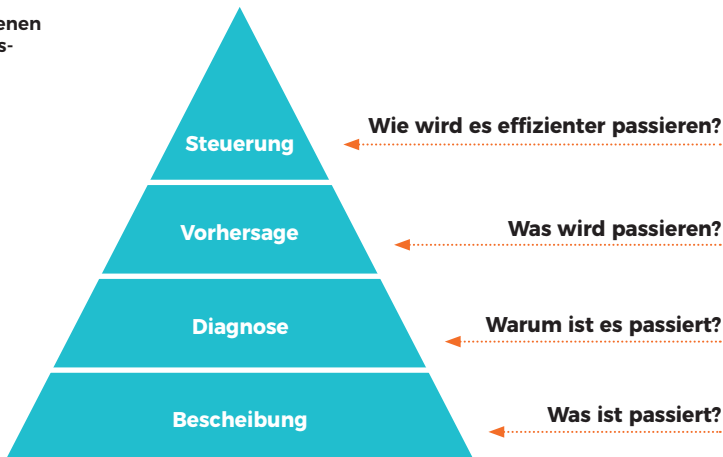 enen
s-
Wie wird es effizienter passieren?
Steuerung
Was wird passieren?
Vorhersage
Warum ist es passiert?
Diagnose
Was ist passiert?
Bescheibung